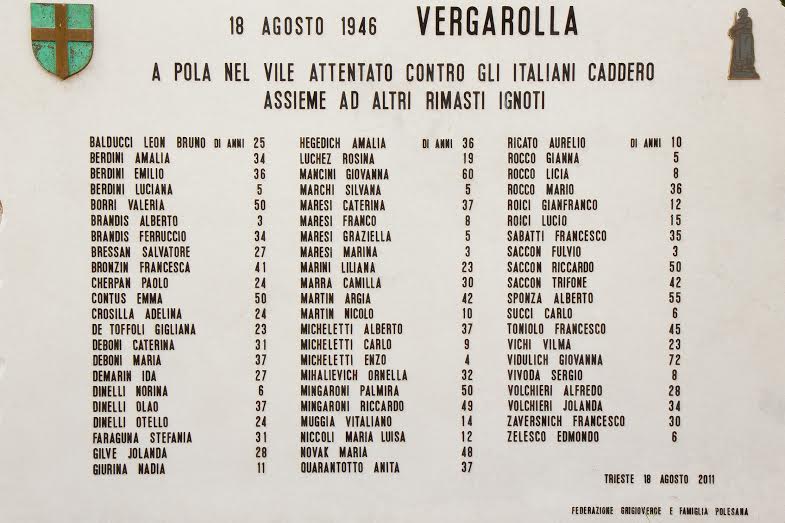 18 AGOSTO 1946 VERGAROLLA
A POLA NEL VILE ATTENTATO CONTRO GLI ITALIANI CADDERO
ASSIEME AD ALTRI RIMASTI IGNOTI
BALDUCCI LEON BRUNO DI ANNI 25
BERDINI AMALIA 34
BERDINI EMILIO 36
BERDINI LUCIANA 5
BORRI VALERIA 50
BRANDIS ALBERTO 3
BRANDIS FERRUCCIO 34
BRESSAN SALVATORE 27
BRONZIN FRANCESCA 41
CHERPAN PAOLO 24
CONTUS EMMA 50
CROSILLA ADELINA 24
DE TOFFOLI GIGLIANA 23
DEBONI CATERINA 31
DEBONI MARIA 37
DEMARIN IDA 27
DINELLI NORINA 6
DINELLI OLAO 37
DINELLI OTELLO 24
FARAGUNA STEFANIA 31
GILVE JOLANDA 28
GIURINA NADIA 11
HEGEDICH AMALIA DI ANNI 36
LUCHEZ ROSINA 19
MANCINI GIOVANNA 60
MARCHI SILVANA 5
MARESI CATERINA 37
MARESI FRANCO 8
MARESI GRAZIELLA 5
MARESI MARINA 3
MARINI LILIANA 23
MARRA CAMILLA 30
MARTIN ARGIA 42
MARTIN NICOLO 10
MICHELETTI ALBERTO 37
MICHELETTI CARLO 9
MICHELETTI ENZO 4
MIHALIEVICH ORNELLA 32
MINGARONI PALMIRA 50
MINGARONI RICCARDO 49
MUGGIA VITALIANO 14
NICCOLI MARIA LUISA 12
NOVAK MARIA 48
QUARANTOTTO ANITA 37
RICATO AURELIO DI ANNI 10
ROCCO GIANNA 5
ROCCO LICIA 8
ROCCO MARIO 36
ROICI GIANFRANCO 12
ROICI LUCIO 15
SABATTI FRANCESCO 35
SACCON FULVIO 3
SACCON RICCARDO 50
SACCON TRIFONE 42
SPONZA ALBERTO 55
SUCCI CARLO 6
TONIOLO FRANCESCO 45
VICHI VILMA 23
VIDULICH GIOVANNA 72
VIVODA SERGIO 8
VOLCHIERI ALFREDO 28
VOLCHIERI JOLANDA 34
ZAVERSNICH FRANCESCO 30
ZELESCO EDMONDO 6
TRIESTE 18 AGOSTO 2011
FEDERAZIONE GRIGIOVERDE E FAMIGLIA POLESANA